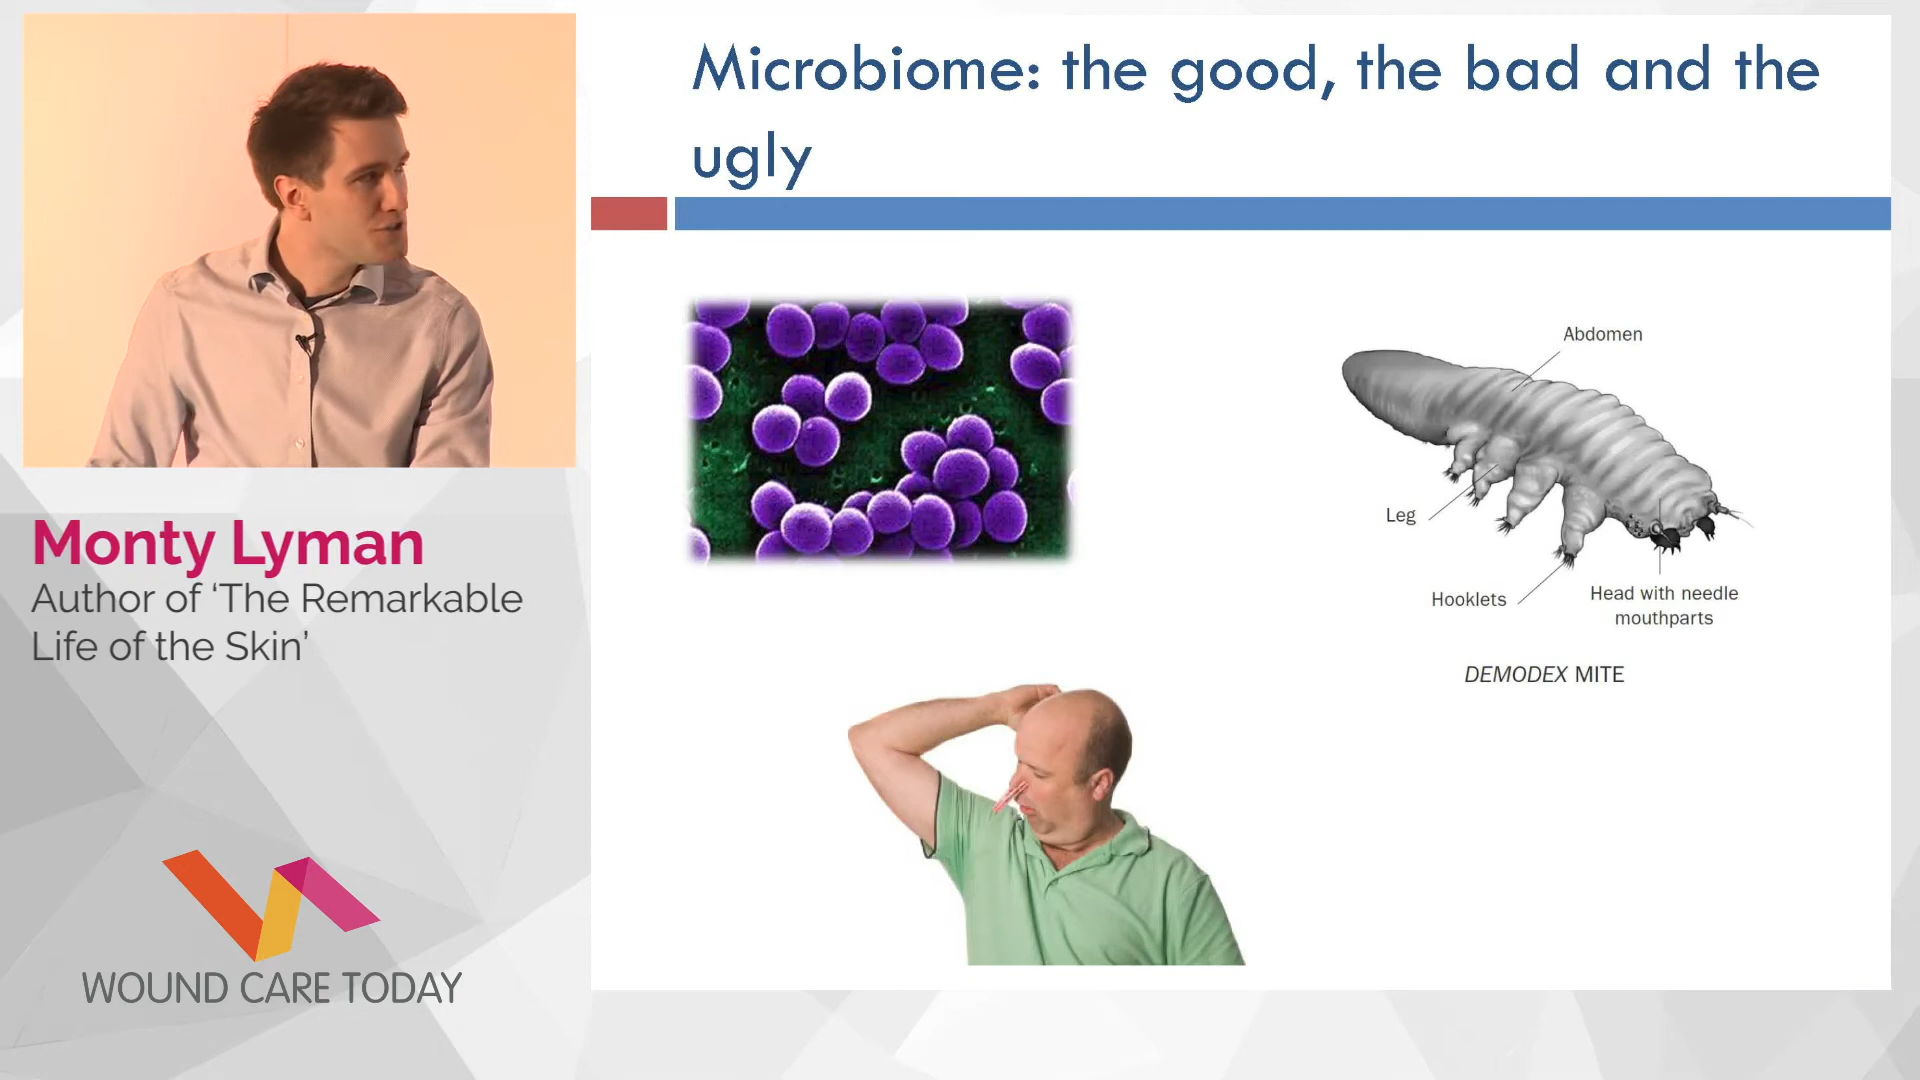 Microbiome: the good, the bad and the
ugly
Abdomen
Leg
Hooklets
Head with needle
mouthparts
DEMODEX MITE
Monty Lyman
Author of ‘The Remarkable
Life of the Skin’
WOUND CARE TODAY